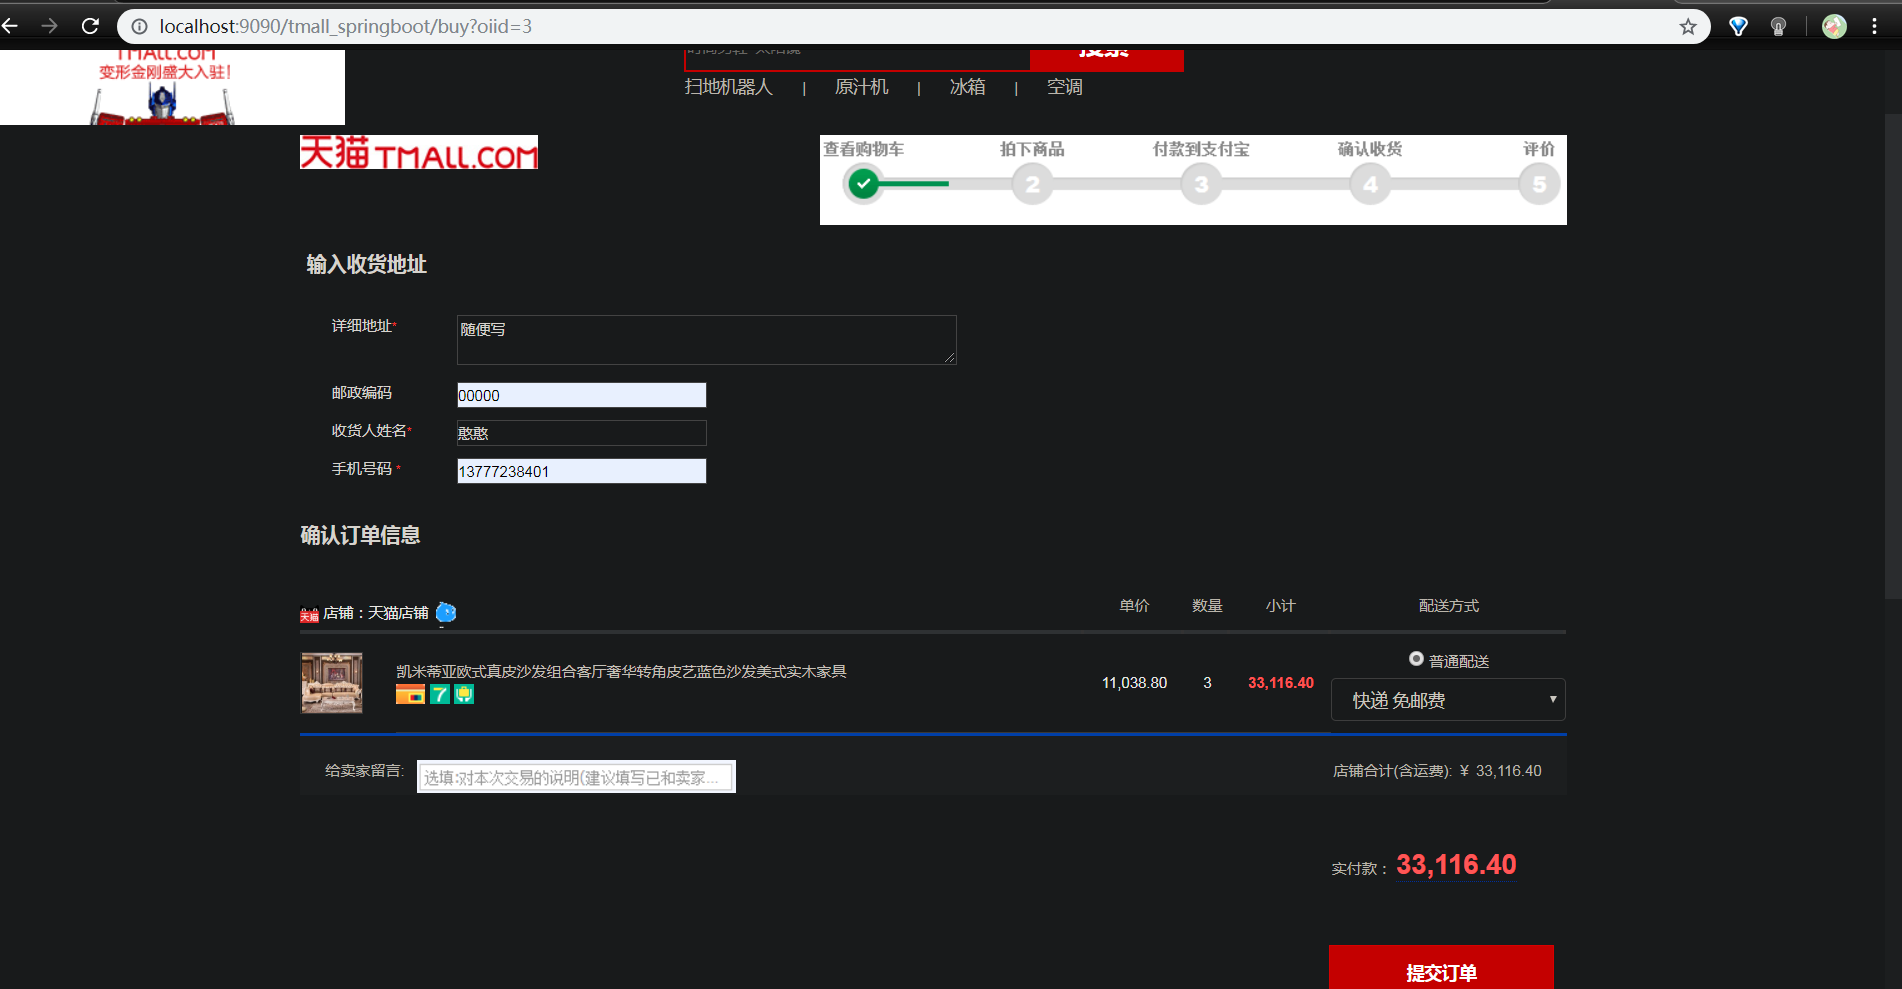 localhost:9090/tmall_springboot/buy?oiid=3
TMALL.COM
变形金刚盛大入驻！
搜索
扫地机器人 | 原汁机 | 冰箱 | 空调
天猫 TMALL.COM
查看购物车 拍下商品 付款到支付宝 确认收货 评价
2 3 4 5
输入收货地址
详细地址* 随便写
邮政编码 00000
收货人姓名* 憨憨
手机号码 * 13777238401
确认订单信息
天猫 店铺：天猫店铺 单价 数量 小计 配送方式
凯米蒂亚欧式真皮沙发组合客厅奢华转角皮艺蓝色沙发美式实木家具
7
11,038.80 3 33,116.40
普通配送
快递 免邮费
给卖家留言: 选填:对本次交易的说明(建议填写已和卖家... 店铺合计(含运费): ￥ 33,116.40
实付款： 33,116.40
提交订单